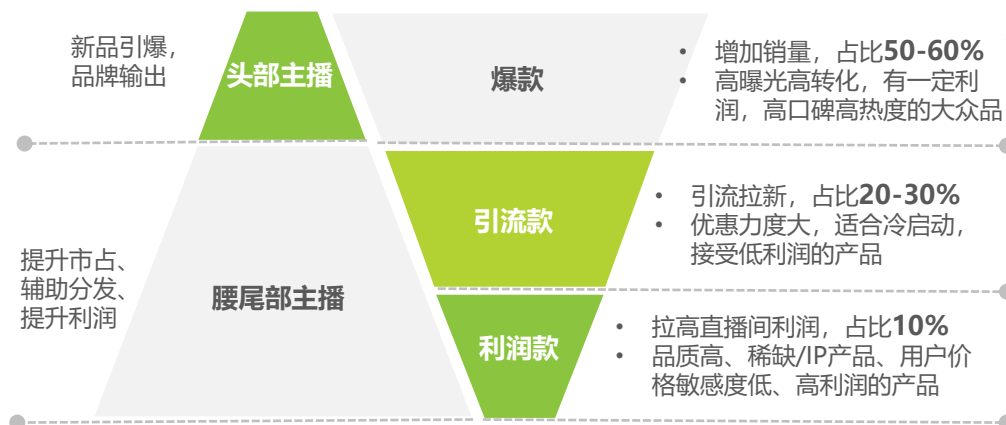 新品引爆，
品牌输出
头部主播
爆款
• 增加销量，占比50-60%
• 高曝光高转化，有一定利
润，高口碑高热度的大众品
引流款
• 引流拉新，占比20-30%
• 优惠力度大，适合冷启动，
接受低利润的产品
提升市占、
辅助分发、
提升利润
腰尾部主播
利润款
• 拉高直播间利润，占比10%
• 品质高、稀缺/IP产品、用户价
格敏感度低、高利润的产品